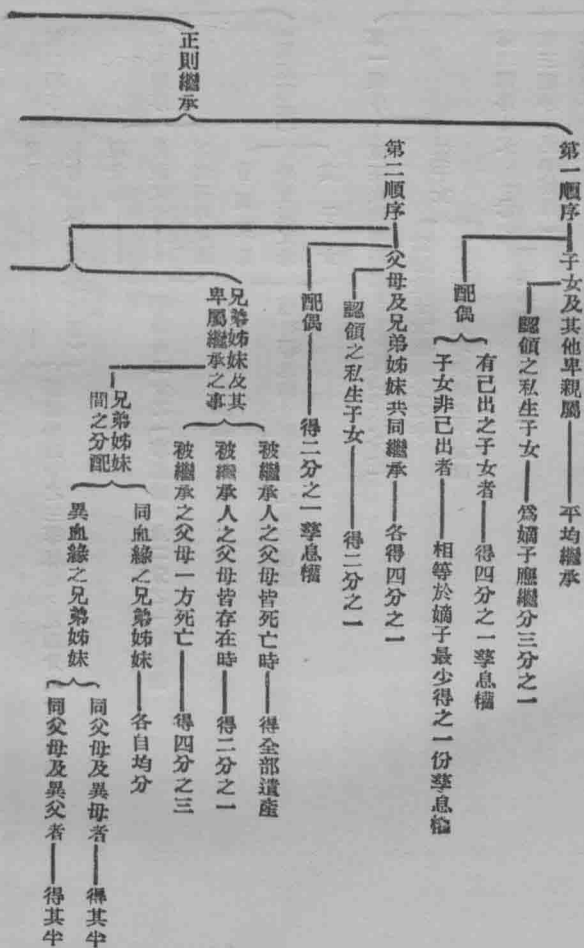 正則繼承
第一順序
子女及其他卑親屬
平均繼承
認領之私生子女
爲嫡子應繼分三分之一
配偶
有己出之子女者
得四分之一孳息權
子女非己出者
相等於嫡子最少得之一份孳息權
第二順序
父母及兄弟姊妹共同繼承
各得四分之一
認領之私生子女
得二分之一
配偶
得二分之一孳息權
兄弟姊妹及其
卑屬繼承之事
被繼承人之父母皆死亡時
得全部遺產
被繼承人之父母皆存在時
得二分之一
被繼承之父母一方死亡
得四分之三
兄弟姊妹
間之分配
同血緣之兄弟姊妹
各自均分
異血緣之兄弟姊妹
同父母及異母者
得其半
同父母及異父者
得其半